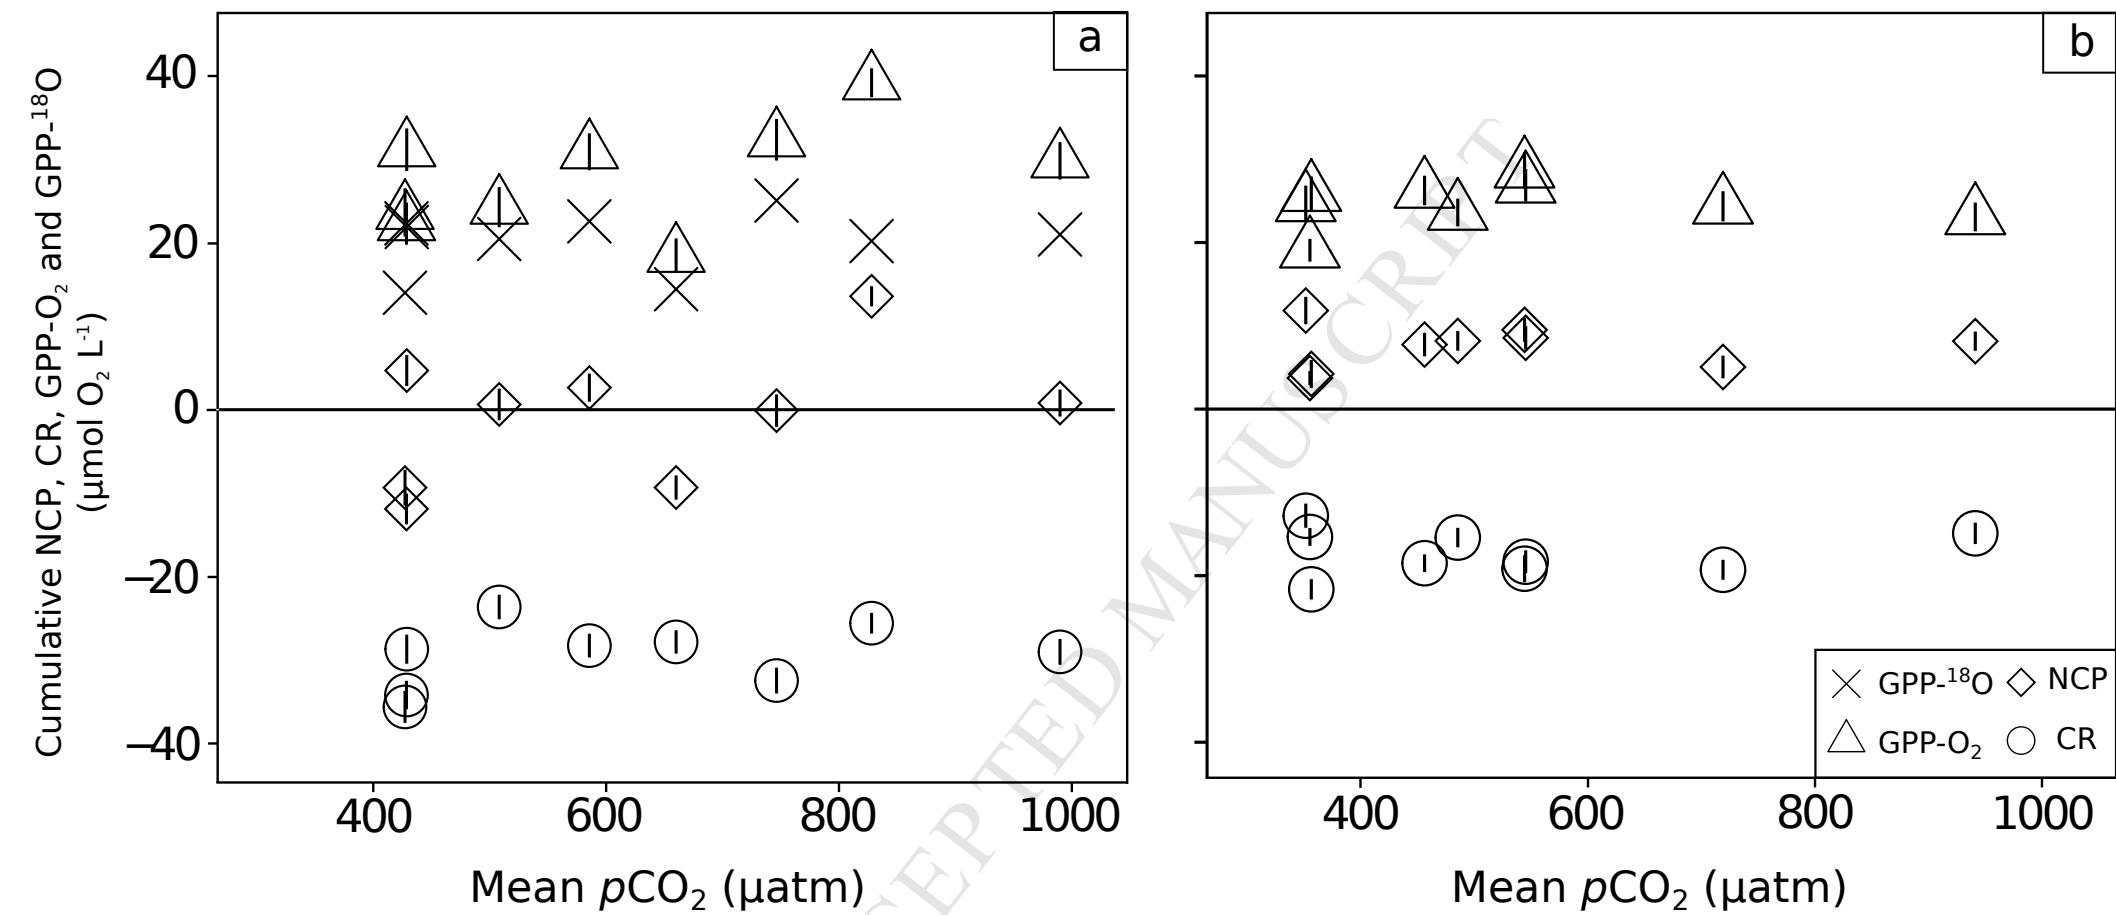 a
b
Cumulative NCP, CR, GPP-O₂ and GPP-¹⁸O
(µmol O₂ L⁻¹)
40
20
0
−20
−40
400 600 800 1000
400 600 800 1000
Mean pCO₂ (µatm)
Mean pCO₂ (µatm)
GPP-¹⁸O NCP
GPP-O₂ CR
CEPTED MANUSCRIPT